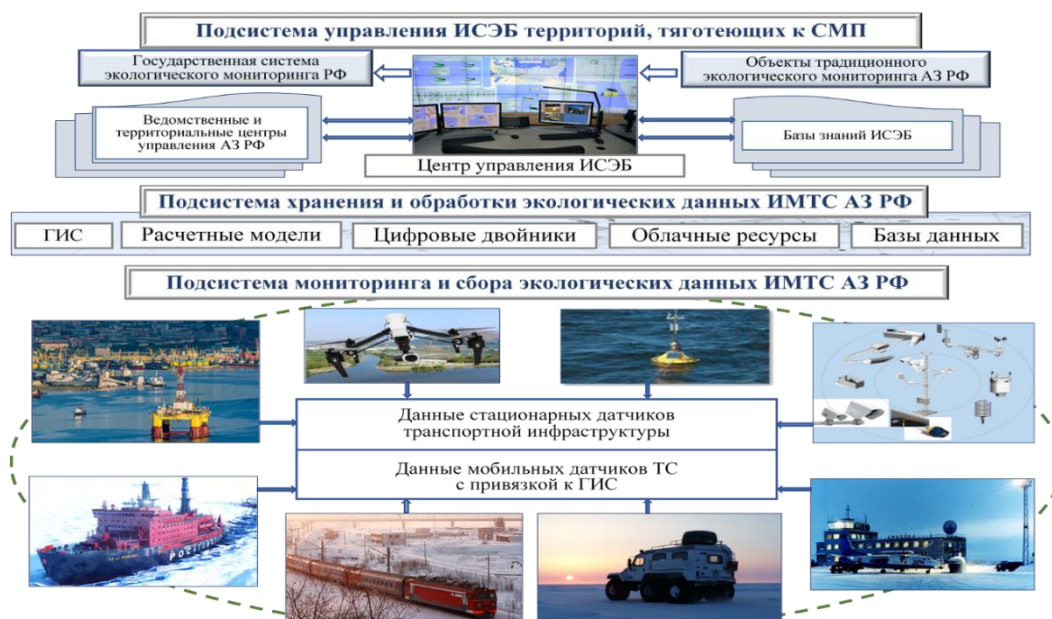 Подсистема управления ИСЭБ территорий, тяготеющих к СМП
Государственная система
экологического мониторинга РФ
Объекты традиционного
экологического мониторинга АЗ РФ
Ведомственные и
территориальные центры
управления АЗ РФ
Базы знаний ИСЭБ
Центр управления ИСЭБ
Подсистема хранения и обработки экологических данных ИМТС АЗ РФ
ГИС
Расчетные модели
Цифровые двойники
Облачные ресурсы
Базы данных
Подсистема мониторинга и сбора экологических данных ИМТС АЗ РФ
Данные стационарных датчиков
транспортной инфраструктуры
Данные мобильных датчиков ТС
с привязкой к ГИС